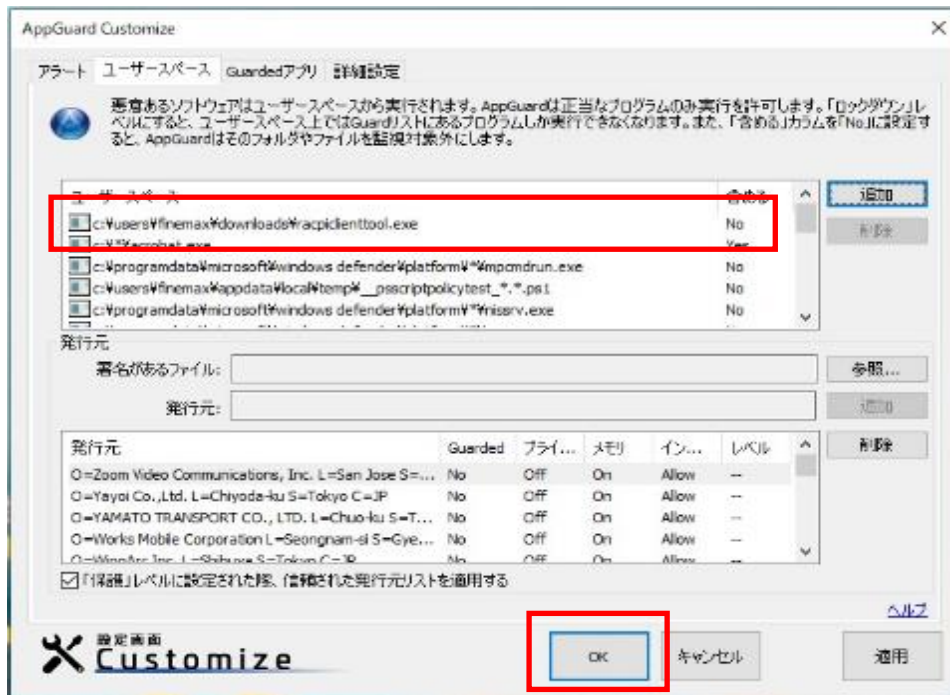 AppGuard Customize
アラート ユーザースペース Guardedアプリ 詳細設定
悪意あるソフトウェアはユーザースペースから実行されます。AppGuardは正当なプログラムのみ実行を許可します。「ロックダウン」レ
ベルにすると、ユーザースペース上ではGuardリストにあるプログラムしか実行できなくなります。また、「含める」カラムを「No」に設定す
ると、AppGuardはそのフォルダやファイルを監視対象外にします。
ユーザースペース 含める 追加
c:¥users¥finemax¥downloads¥racpiclienttool.exe No 削除
c:¥*¥acrobat.exe Yes
c:¥programdata¥microsoft¥windows defender¥platform¥*¥mpcmdrun.exe No
c:¥users¥finemax¥appdata¥local¥temp¥__psscriptpolicytest_*.*.ps1 No
c:¥programdata¥microsoft¥windows defender¥platform¥*¥nissrv.exe No
発行元
署名があるファイル: 参照...
発行元: 追加
発行元 Guarded プライ... メモリ イン... レベル 削除
O=Zoom Video Communications, Inc. L=San Jose S=... No Off On Allow --
O=Yayoi Co.,Ltd. L=Chiyoda-ku S=Tokyo C=JP No Off On Allow --
O=YAMATO TRANSPORT CO., LTD. L=Chuo-ku S=T... No Off On Allow --
O=Works Mobile Corporation L=Seongnam-si S=Gye... No Off On Allow --
O=WingArc Inc. L=Shibuya S=Tokyo C=JP No Off On Allow --
「保護」レベルに設定された際、信頼された発行元リストを適用する
ヘルプ
設定画面
Customize
OK キャンセル 適用